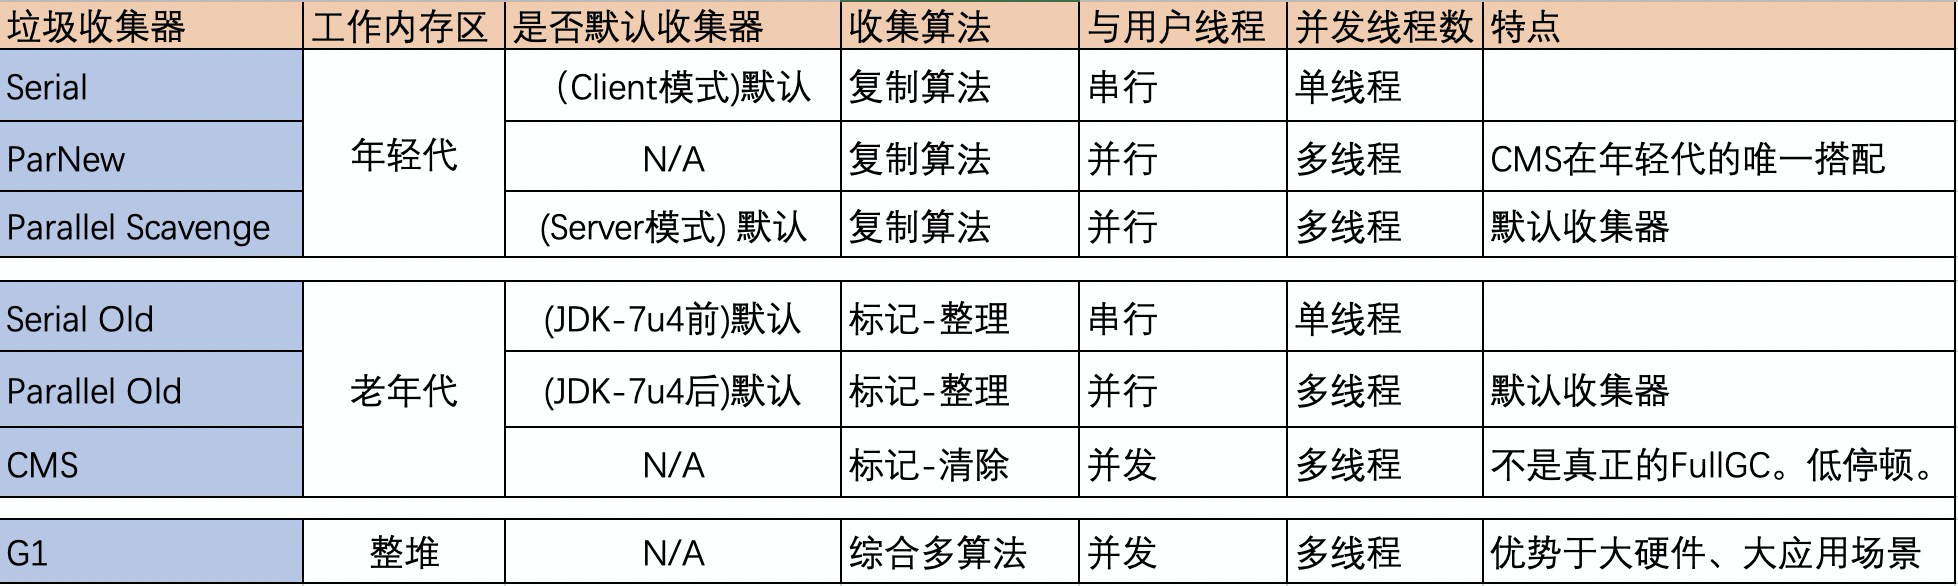 垃圾收集器 工作内存区 是否默认收集器 收集算法 与用户线程 并发线程数 特点
Serial （Client模式)默认 复制算法 串行 单线程
年轻代
ParNew N/A 复制算法 并行 多线程 CMS在年轻代的唯一搭配
Parallel Scavenge (Server模式) 默认 复制算法 并行 多线程 默认收集器
Serial Old (JDK-7u4前)默认 标记-整理 串行 单线程
老年代
Parallel Old (JDK-7u4后)默认 标记-整理 并行 多线程 默认收集器
CMS N/A 标记-清除 并发 多线程 不是真正的FullGC。低停顿。
G1 整堆 N/A 综合多算法 并发 多线程 优势于大硬件、大应用场景